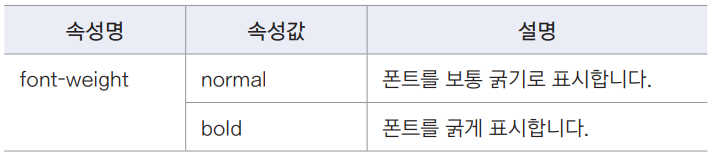 속성명 속성값 설명
font-weight normal 폰트를 보통 굵기로 표시합니다.
bold 폰트를 굵게 표시합니다.